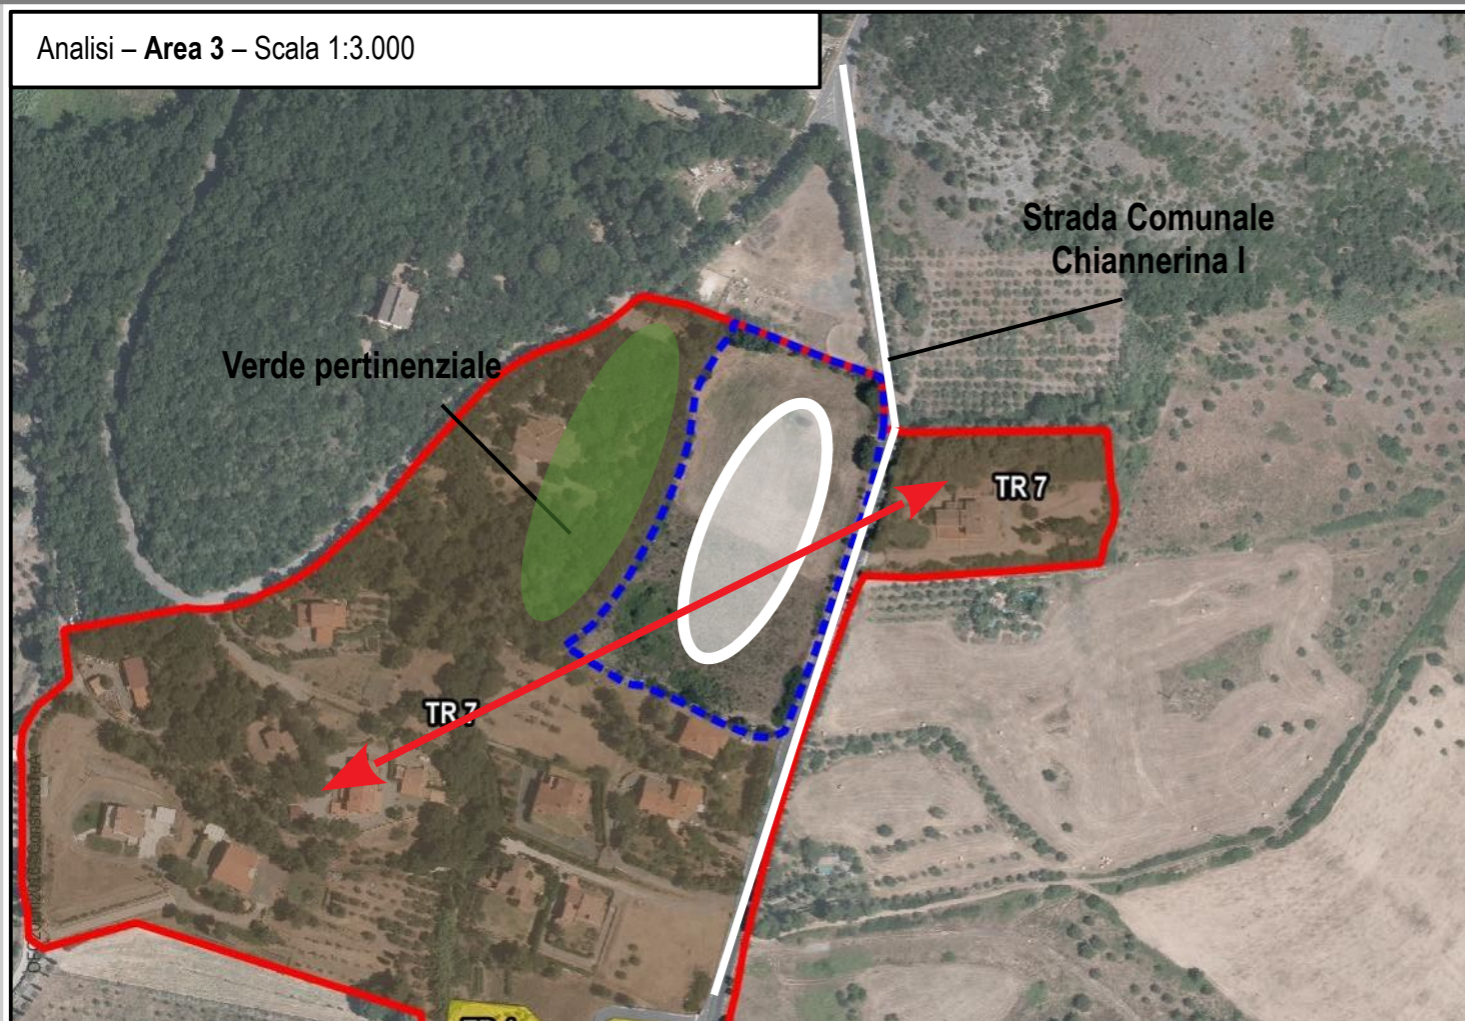 Analisi – Area 3 – Scala 1:3.000
Strada Comunale
Chiannerina I
Verde pertinenziale
TR 7
TR 7